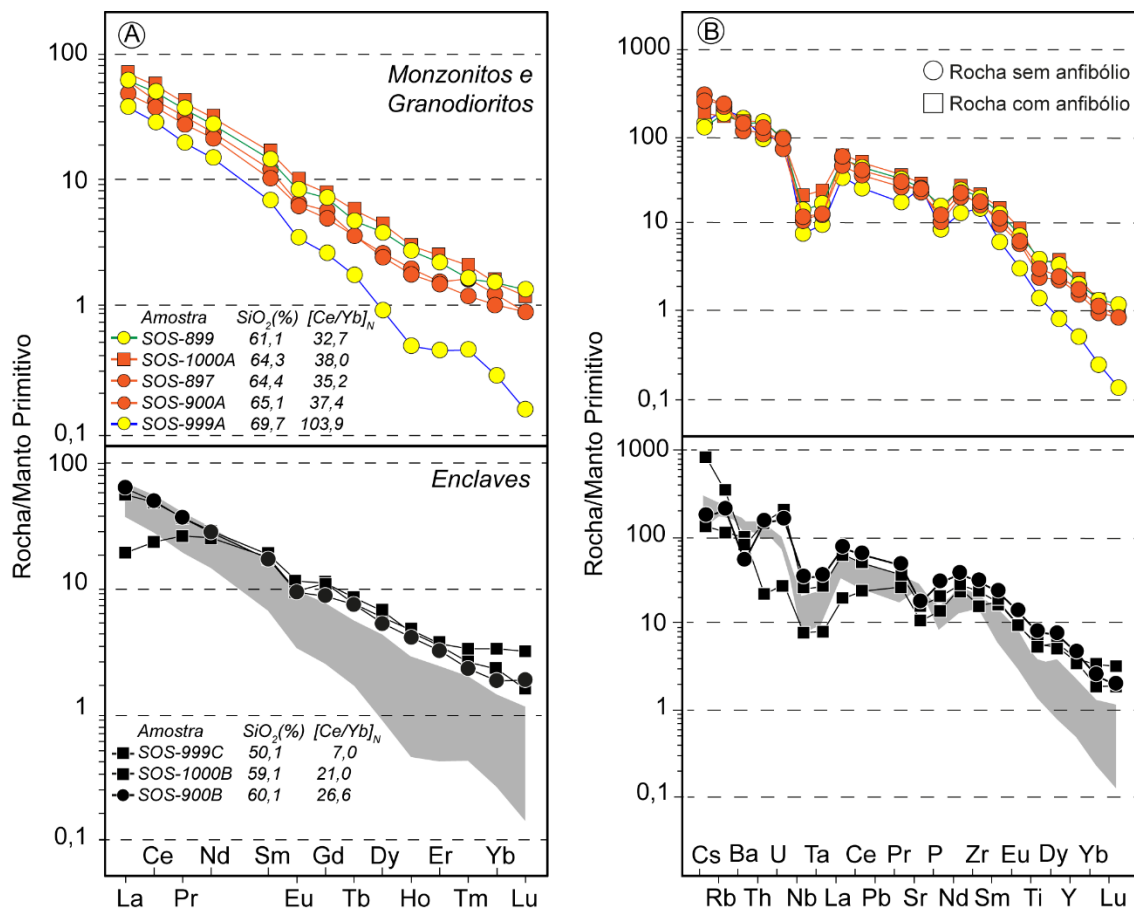 Rocha/Manto Primitivo
A
Monzonitos e
Granodioritos
100
10
1
0,1
Amostra SiO2(%) [Ce/Yb]N
SOS-899 61,1 32,7
SOS-1000A 64,3 38,0
SOS-897 64,4 35,2
SOS-900A 65,1 37,4
SOS-999A 69,7 103,9
Enclaves
100
10
1
0,1
Amostra SiO2(%) [Ce/Yb]N
SOS-999C 50,1 7,0
SOS-1000B 59,1 21,0
SOS-900B 60,1 26,6
Ce Nd Sm Gd Dy Er Yb
La Pr Eu Tb Ho Tm Lu
Rocha/Manto Primitivo
B
Rocha sem anfibólio
Rocha com anfibólio
1000
100
10
1
0,1
1000
100
10
1
0,1
Cs Ba U Ta Ce Pr P Zr Eu Dy Yb
Rb Th Nb La Pb Sr Nd Sm Ti Y Lu